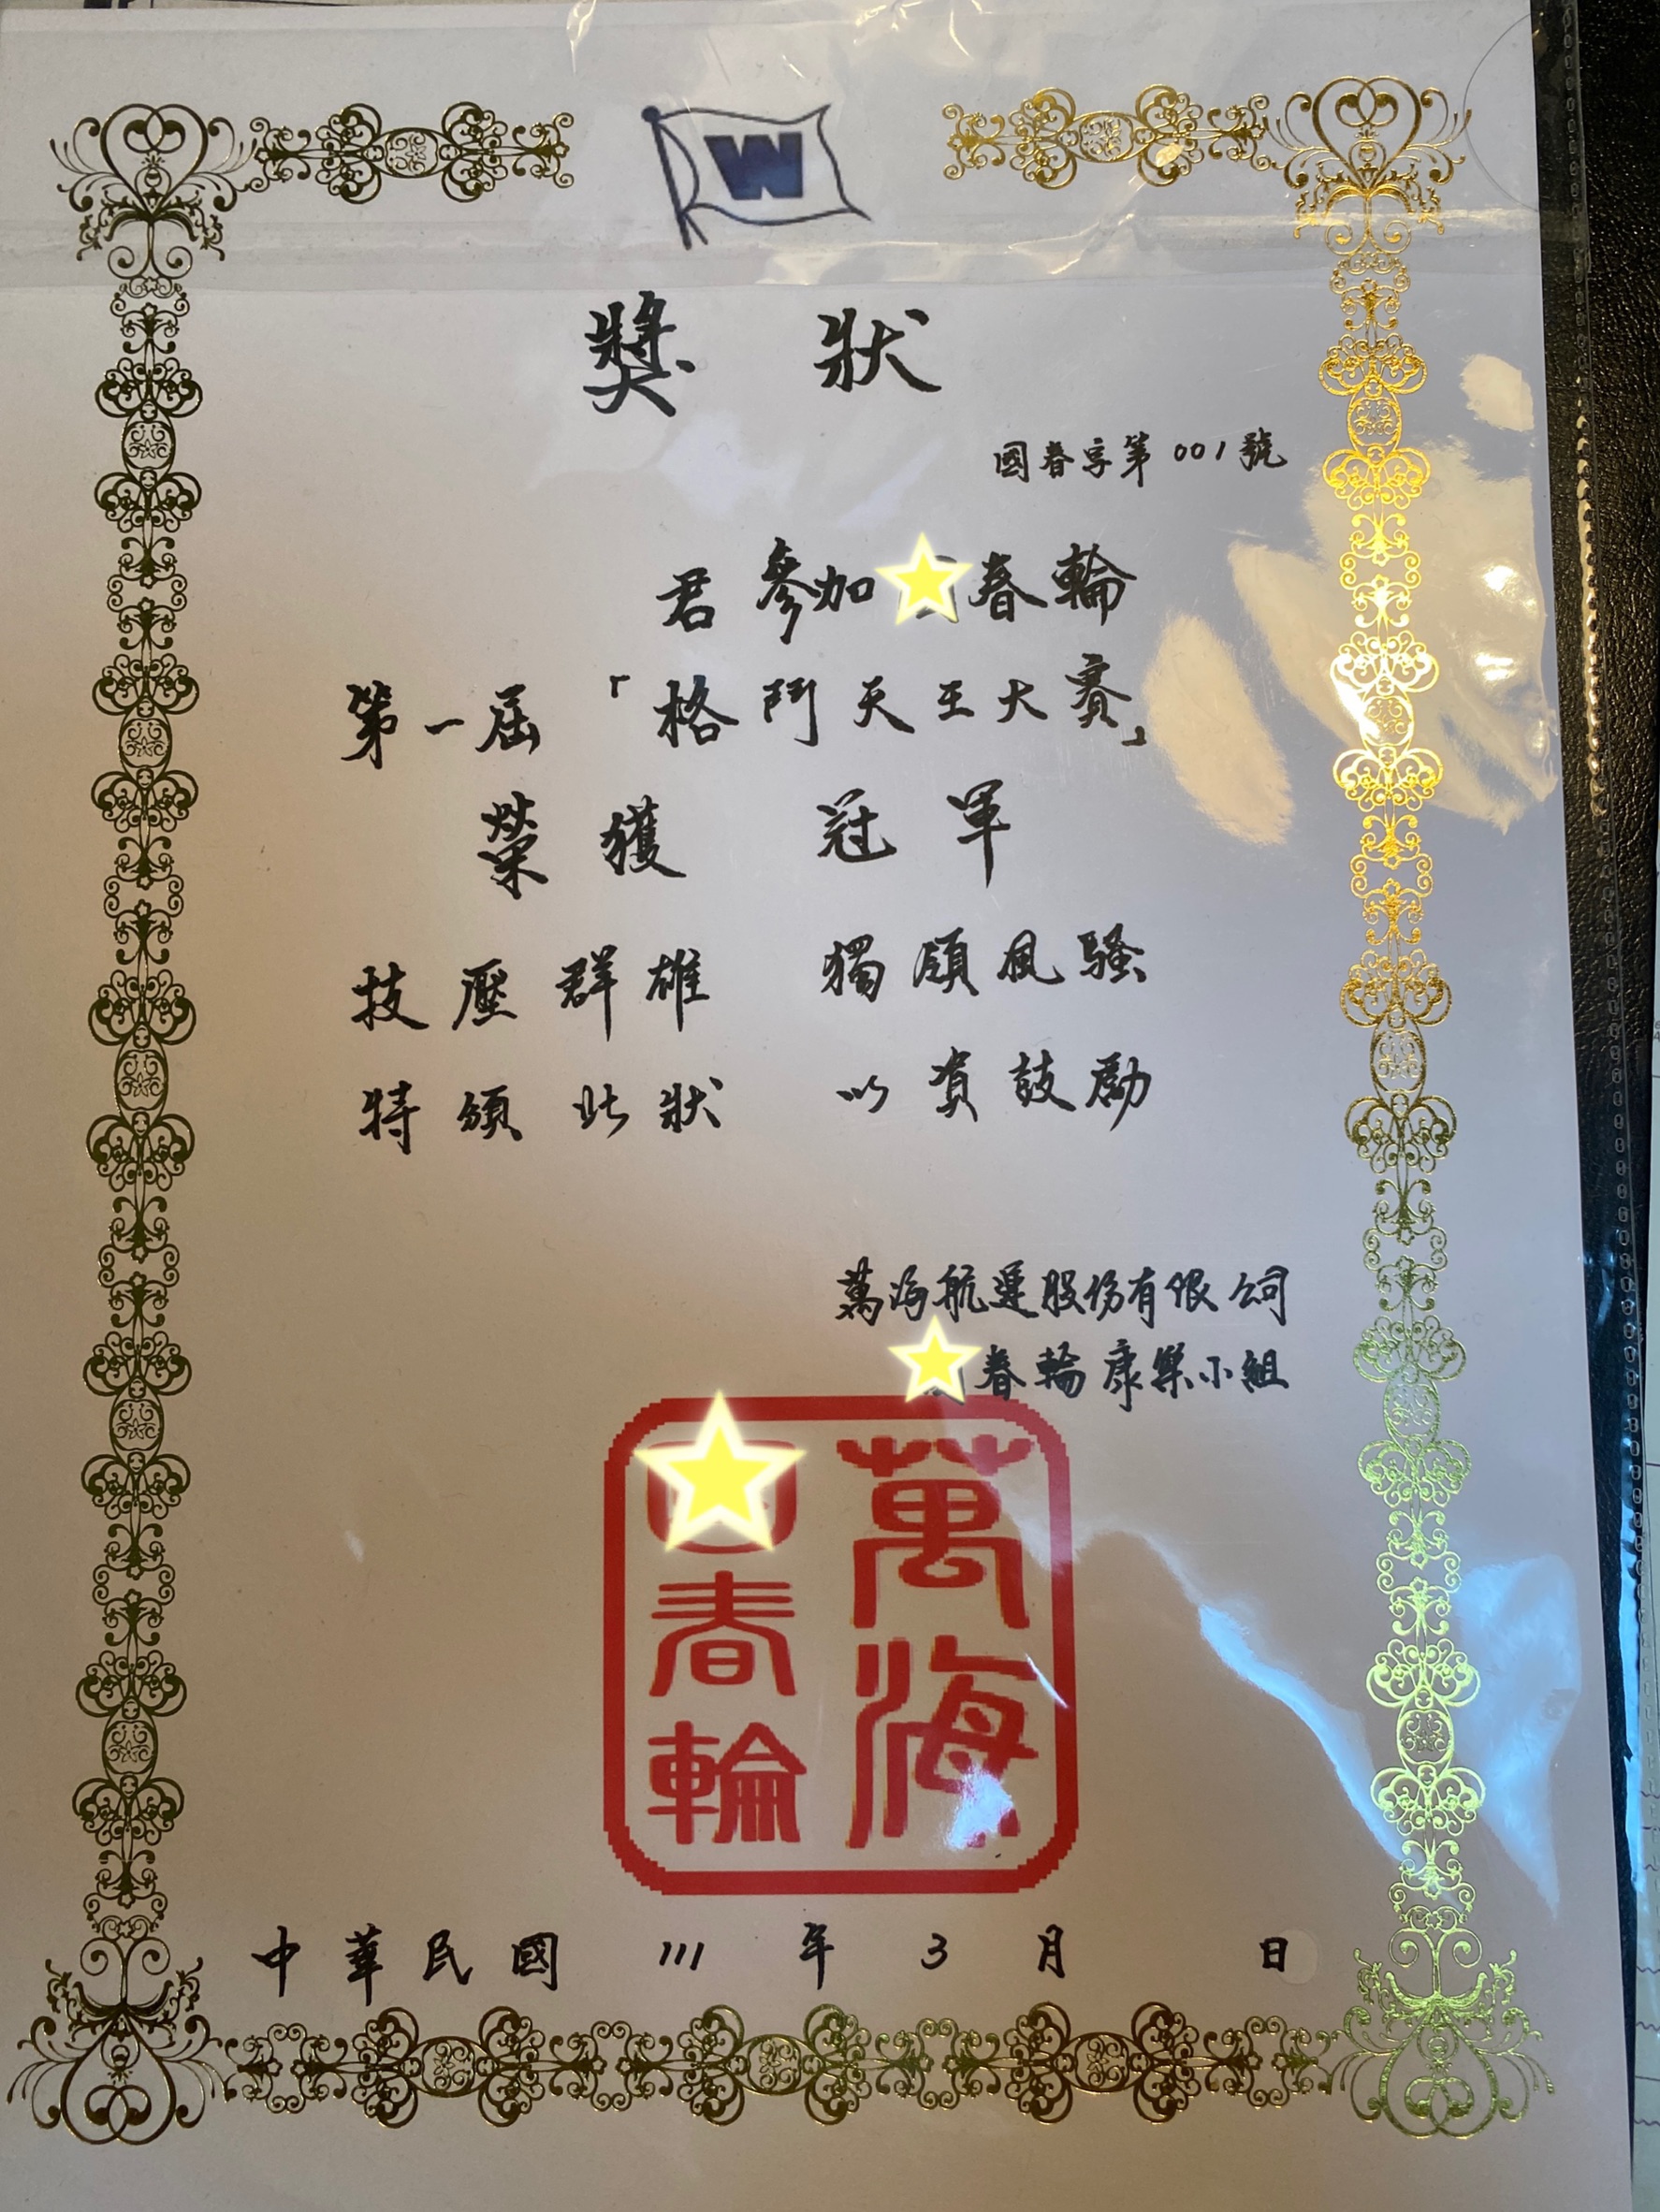 W
獎 狀
國春字第001號
君參加 春輪
第一屆「格鬥天王大賽」
榮獲 冠軍
技壓群雄 獨領風騷
特頒此狀 以資鼓勵
萬海航運股份有限公司
春輪康樂小組
萬海
春輪
中華民國 111 年 3 月 日